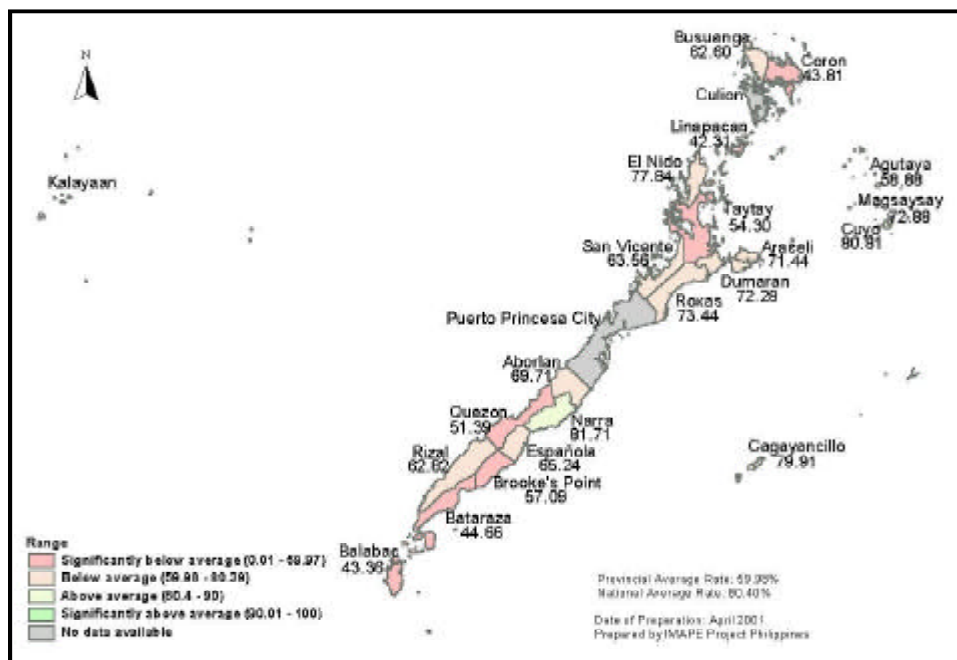 N
Busuenga
62.60
Coron
43.81
Culion
Linapacan
42.31
El Nido
77.84
Agutaya
58.88
Kalayaan
Magsaysay
72.88
Cuyo
80.91
Taytay
54.30
San Vicente
63.56
Araceli
71.44
Dumaran
72.28
Roxas
73.44
Puerto Princesa City
Aborlan
69.71
Quezon
51.39
Narra
81.71
Rizal
62.62
Española
65.24
Cagayancillo
79.91
Brooke's Point
57.09
Bataraza
44.66
Balabac
43.36
Range
Significantly below average (0.01 - 59.97)
Below average (59.98 - 80.39)
Above average (80.4 - 90)
Significantly above average (90.01 - 100)
No data available
Provincial Average Rate: 59.98%
National Average Rate: 80.40%
Date of Preparation: April 2001
Prepared by IMAPE Project Philippines